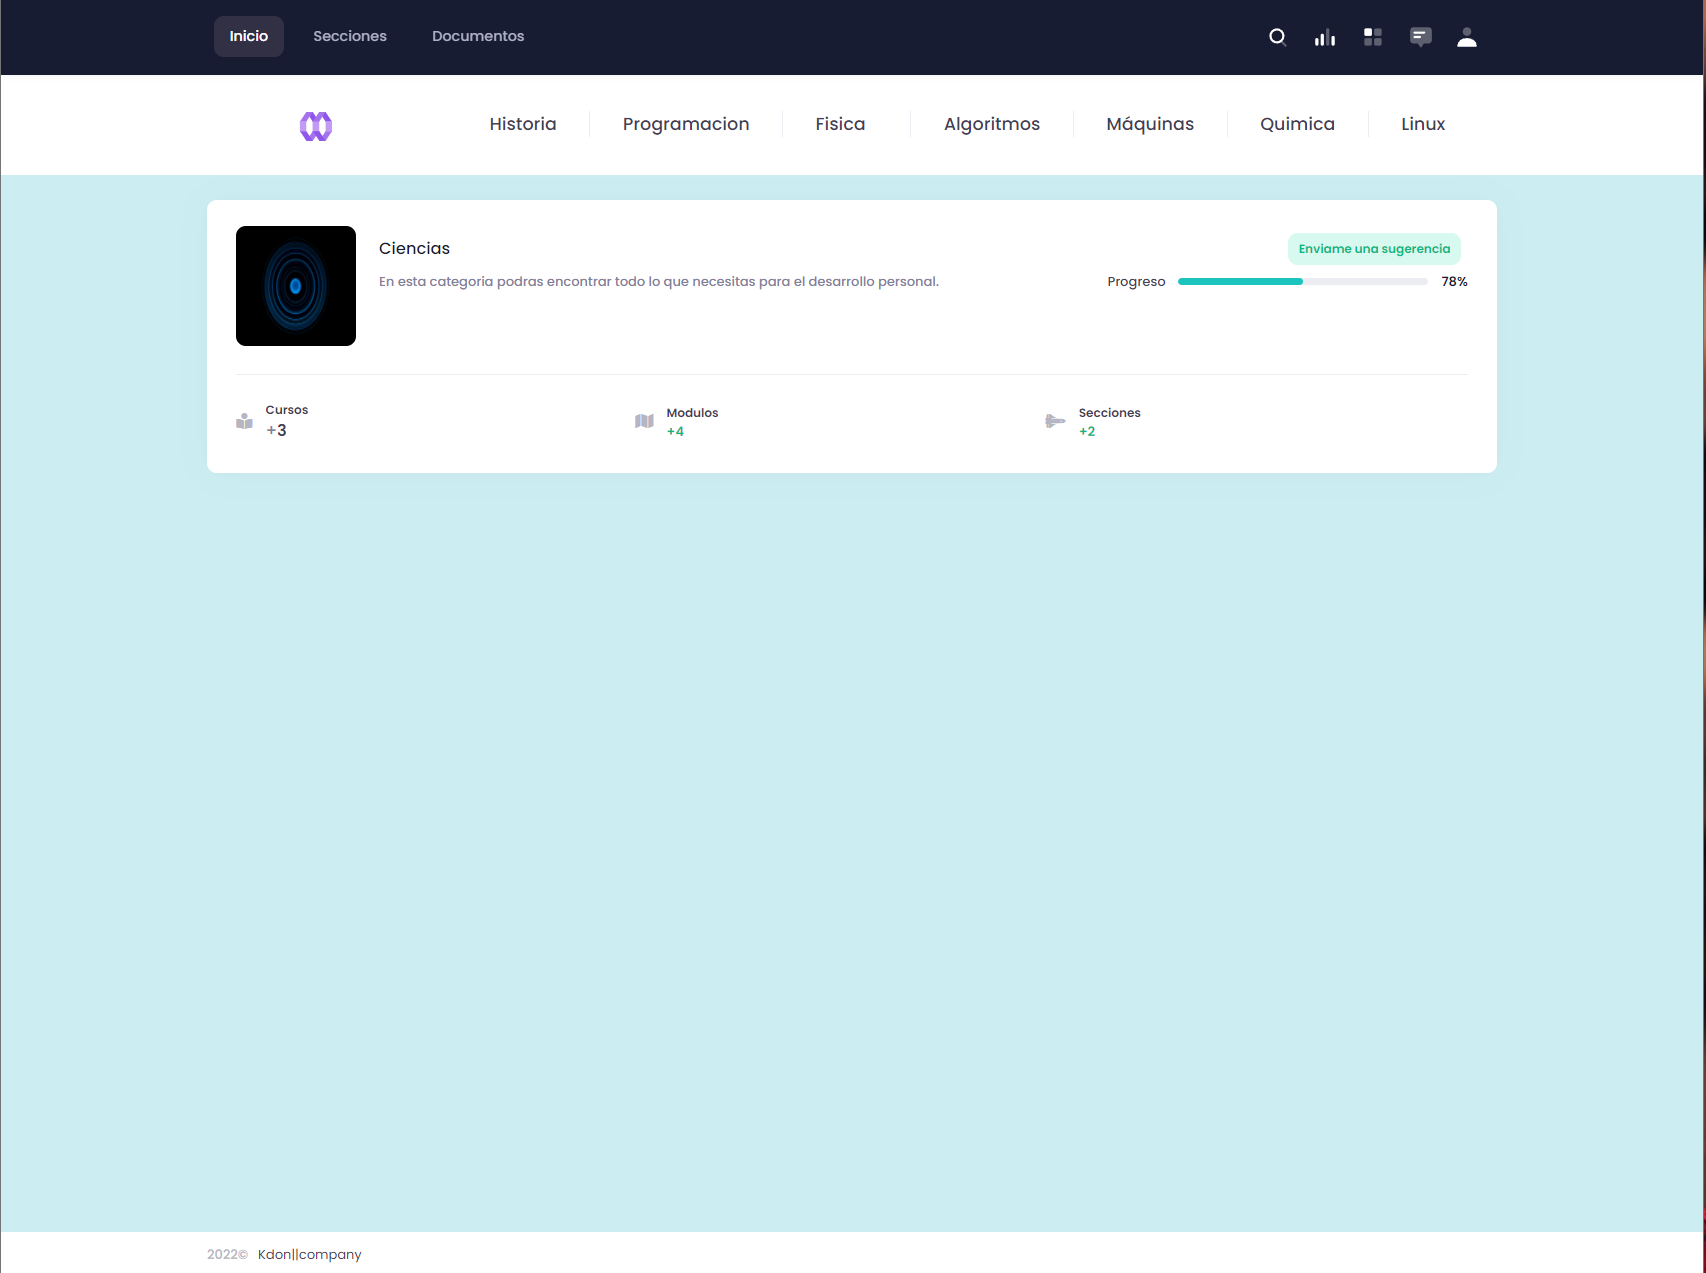 Inicio Secciones Documentos
Historia Programacion Fisica Algoritmos Máquinas Quimica Linux
Ciencias
Enviame una sugerencia
En esta categoria podras encontrar todo lo que necesitas para el desarrollo personal.
Progreso 78%
Cursos
+3
Modulos
+4
Secciones
+2
2022© Kdon||company